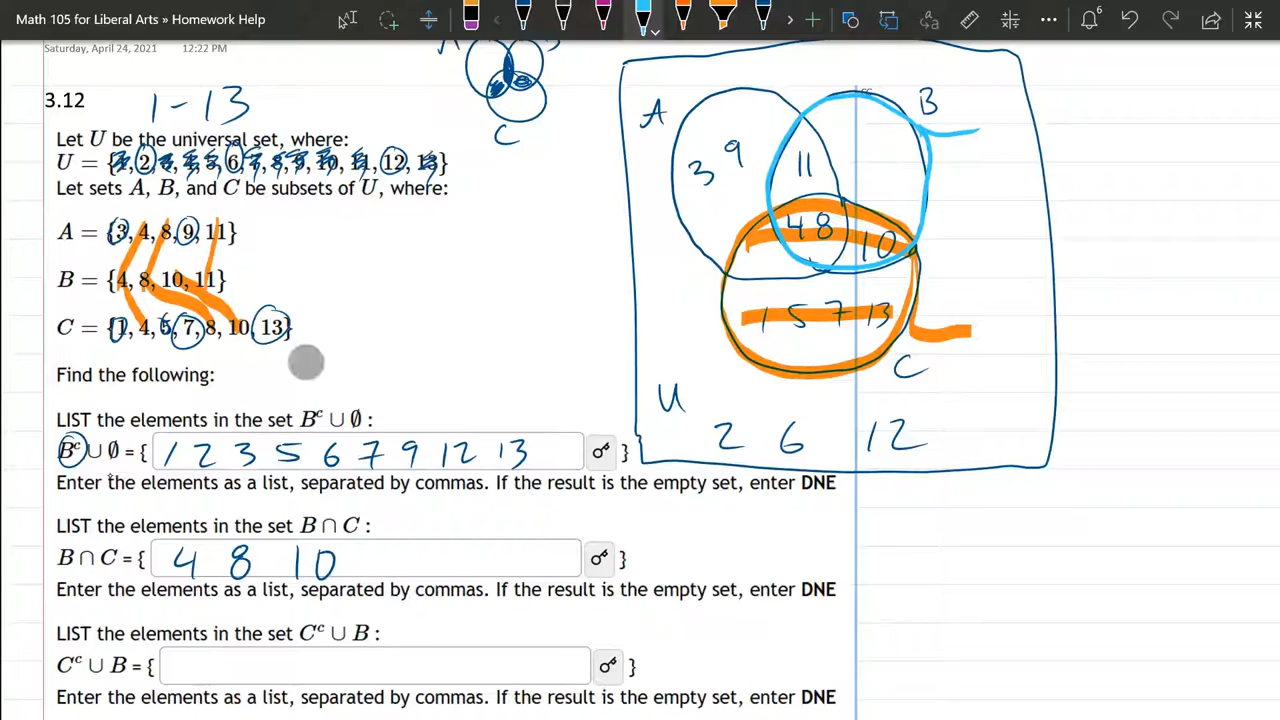 Math 105 for Liberal Arts » Homework Help
6
Saturday, April 24, 2021 12:22 PM
3.12 1-13
C
Let U be the universal set, where:
U = {1, 2, 3, 4, 5, 6, 7, 8, 9, 10, 11, 12, 13}
Let sets A, B, and C be subsets of U, where:
A = {3, 4, 8, 9, 11}
B = {4, 8, 10, 11}
C = {1, 4, 5, 7, 8, 10, 13}
A B
3 9 11
4 8 10
1 5 7 13
C
U
2 6 12
Find the following:
LIST the elements in the set Bᶜ ∪ ∅ :
Bᶜ ∪ ∅ = { 1 2 3 5 6 7 9 12 13 }
Enter the elements as a list, separated by commas. If the result is the empty set, enter DNE
LIST the elements in the set B ∩ C :
B ∩ C = { 4 8 10 }
Enter the elements as a list, separated by commas. If the result is the empty set, enter DNE
LIST the elements in the set Cᶜ ∪ B :
Cᶜ ∪ B = { }
Enter the elements as a list, separated by commas. If the result is the empty set, enter DNE